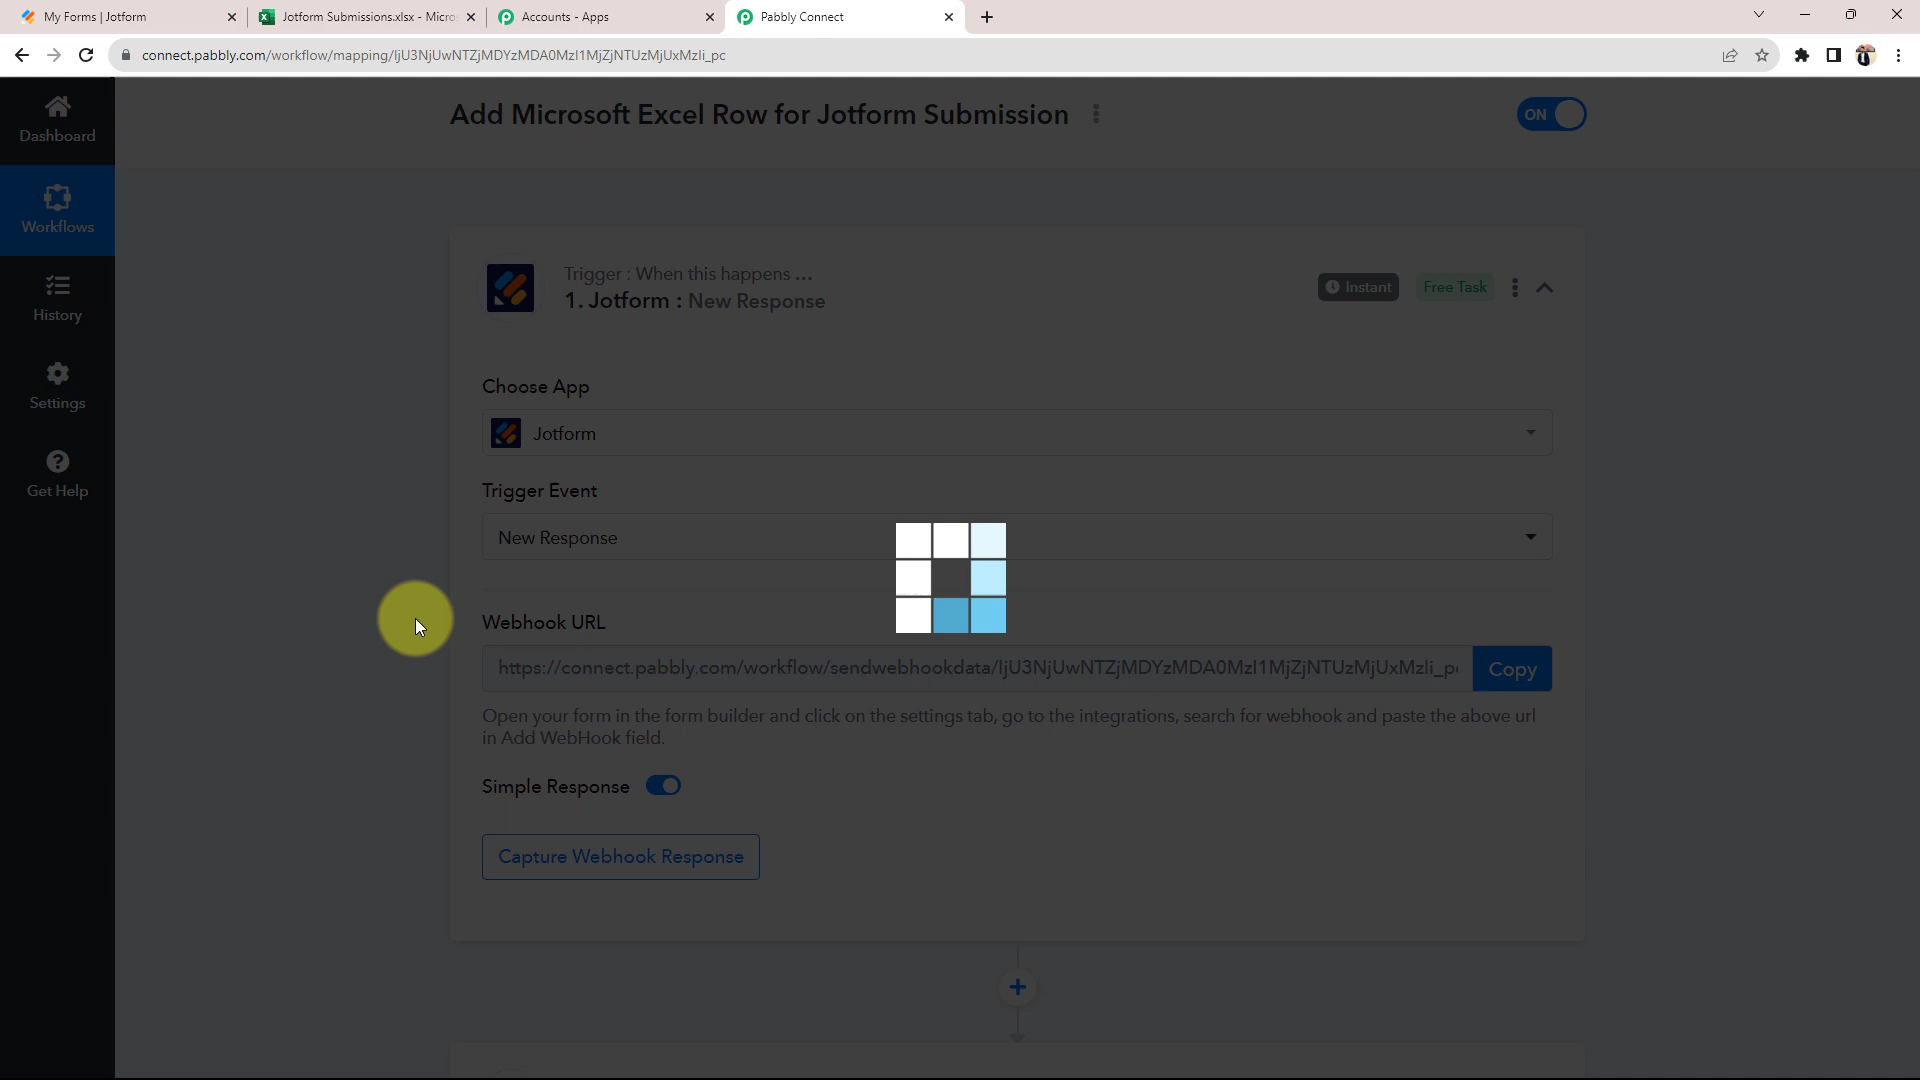 My Forms | Jotform
Jotform Submissions.xlsx - Micros
Accounts - Apps
Pabbly Connect
connect.pabbly.com/workflow/mapping/IjU3NjUwNTZjMDYzMDA0MzI1MjZjNTUzMjUxMzIi_pc
Dashboard
Workflows
History
Settings
Get Help
Add Microsoft Excel Row for Jotform Submission
ON
Trigger : When this happens ...
1. Jotform : New Response
Instant
Free Task
Choose App
Jotform
Trigger Event
New Response
Webhook URL
https://connect.pabbly.com/workflow/sendwebhookdata/IjU3NjUwNTZjMDYzMDA0MzI1MjZjNTUzMjUxMzIi_p
Copy
Open your form in the form builder and click on the settings tab, go to the integrations, search for webhook and paste the above url
in Add WebHook field.
Simple Response
Capture Webhook Response